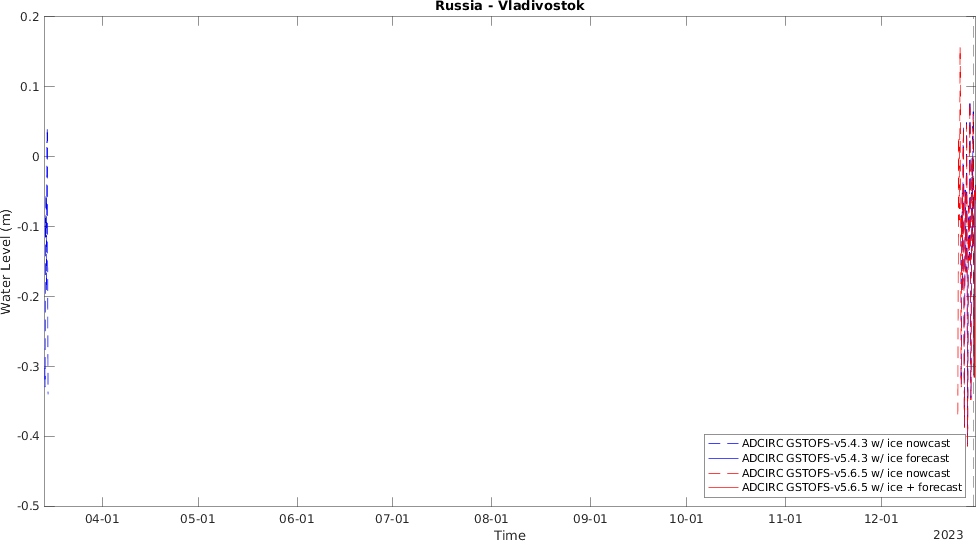 Russia - Vladivostok
Water Level (m)
0.2
0.1
0
-0.1
-0.2
-0.3
-0.4
-0.5
ADCIRC GSTOFS-v5.4.3 w/ ice nowcast
ADCIRC GSTOFS-v5.4.3 w/ ice forecast
ADCIRC GSTOFS-v5.6.5 w/ ice nowcast
ADCIRC GSTOFS-v5.6.5 w/ ice + forecast
04-01 05-01 06-01 07-01 08-01 09-01 10-01 11-01 12-01
Time
2023